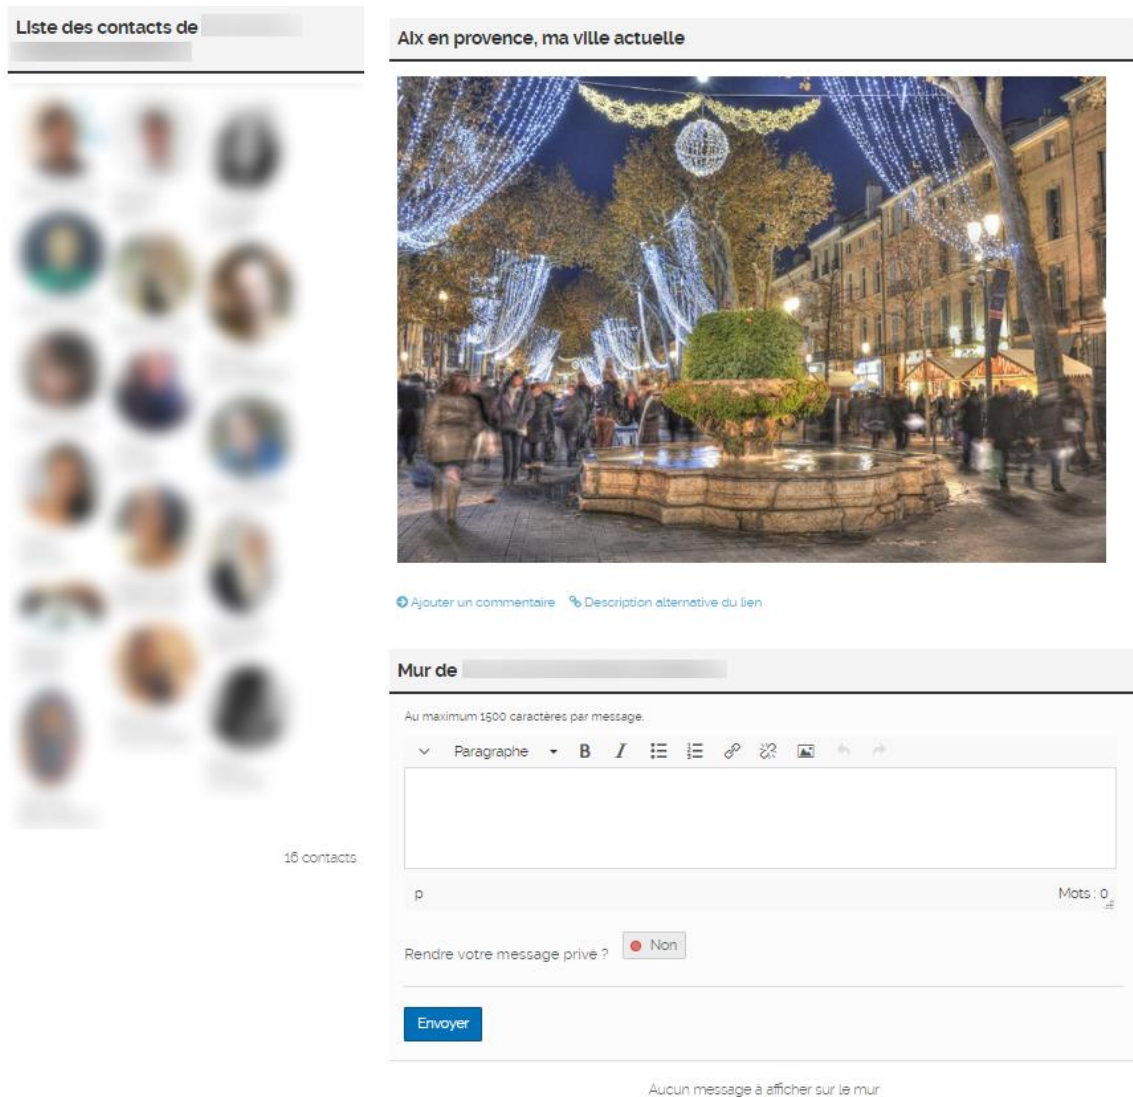 Liste des contacts de
16 contacts
Aix en provence, ma ville actuelle
Ajouter un commentaire Description alternative du lien
Mur de
Au maximum 1500 caractères par message.
Paragraphe B I
p Mots : 0
Rendre votre message privé ? Non
Envoyer
Aucun message à afficher sur le mur